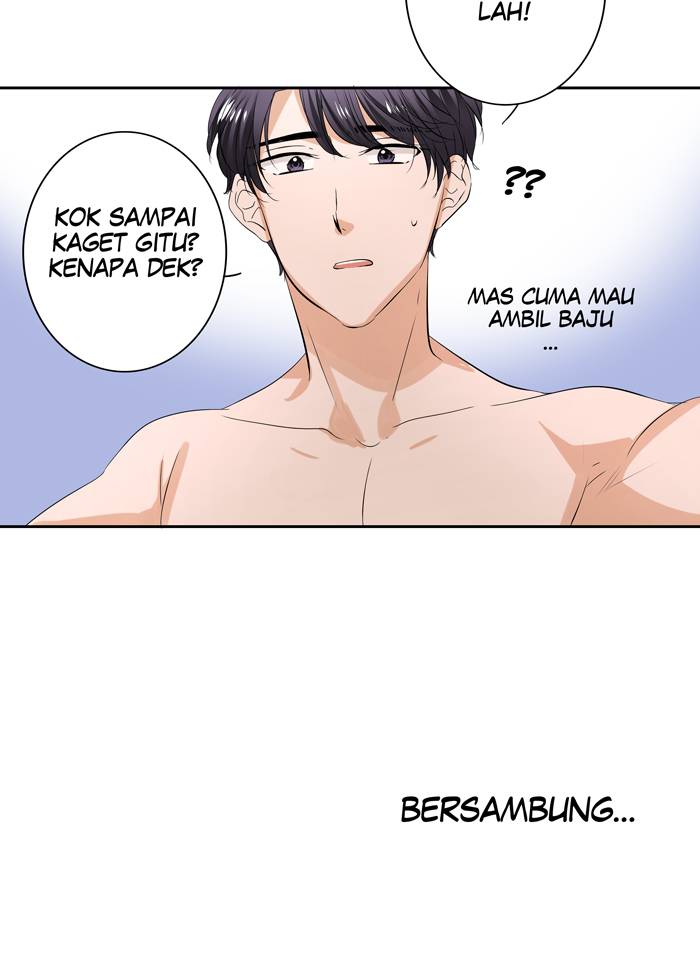 LAH!
KOK SAMPAI
KAGET GITU?
KENAPA DEK?
??
MAS CUMA MAU
AMBIL BAJU
...
BERSAMBUNG...